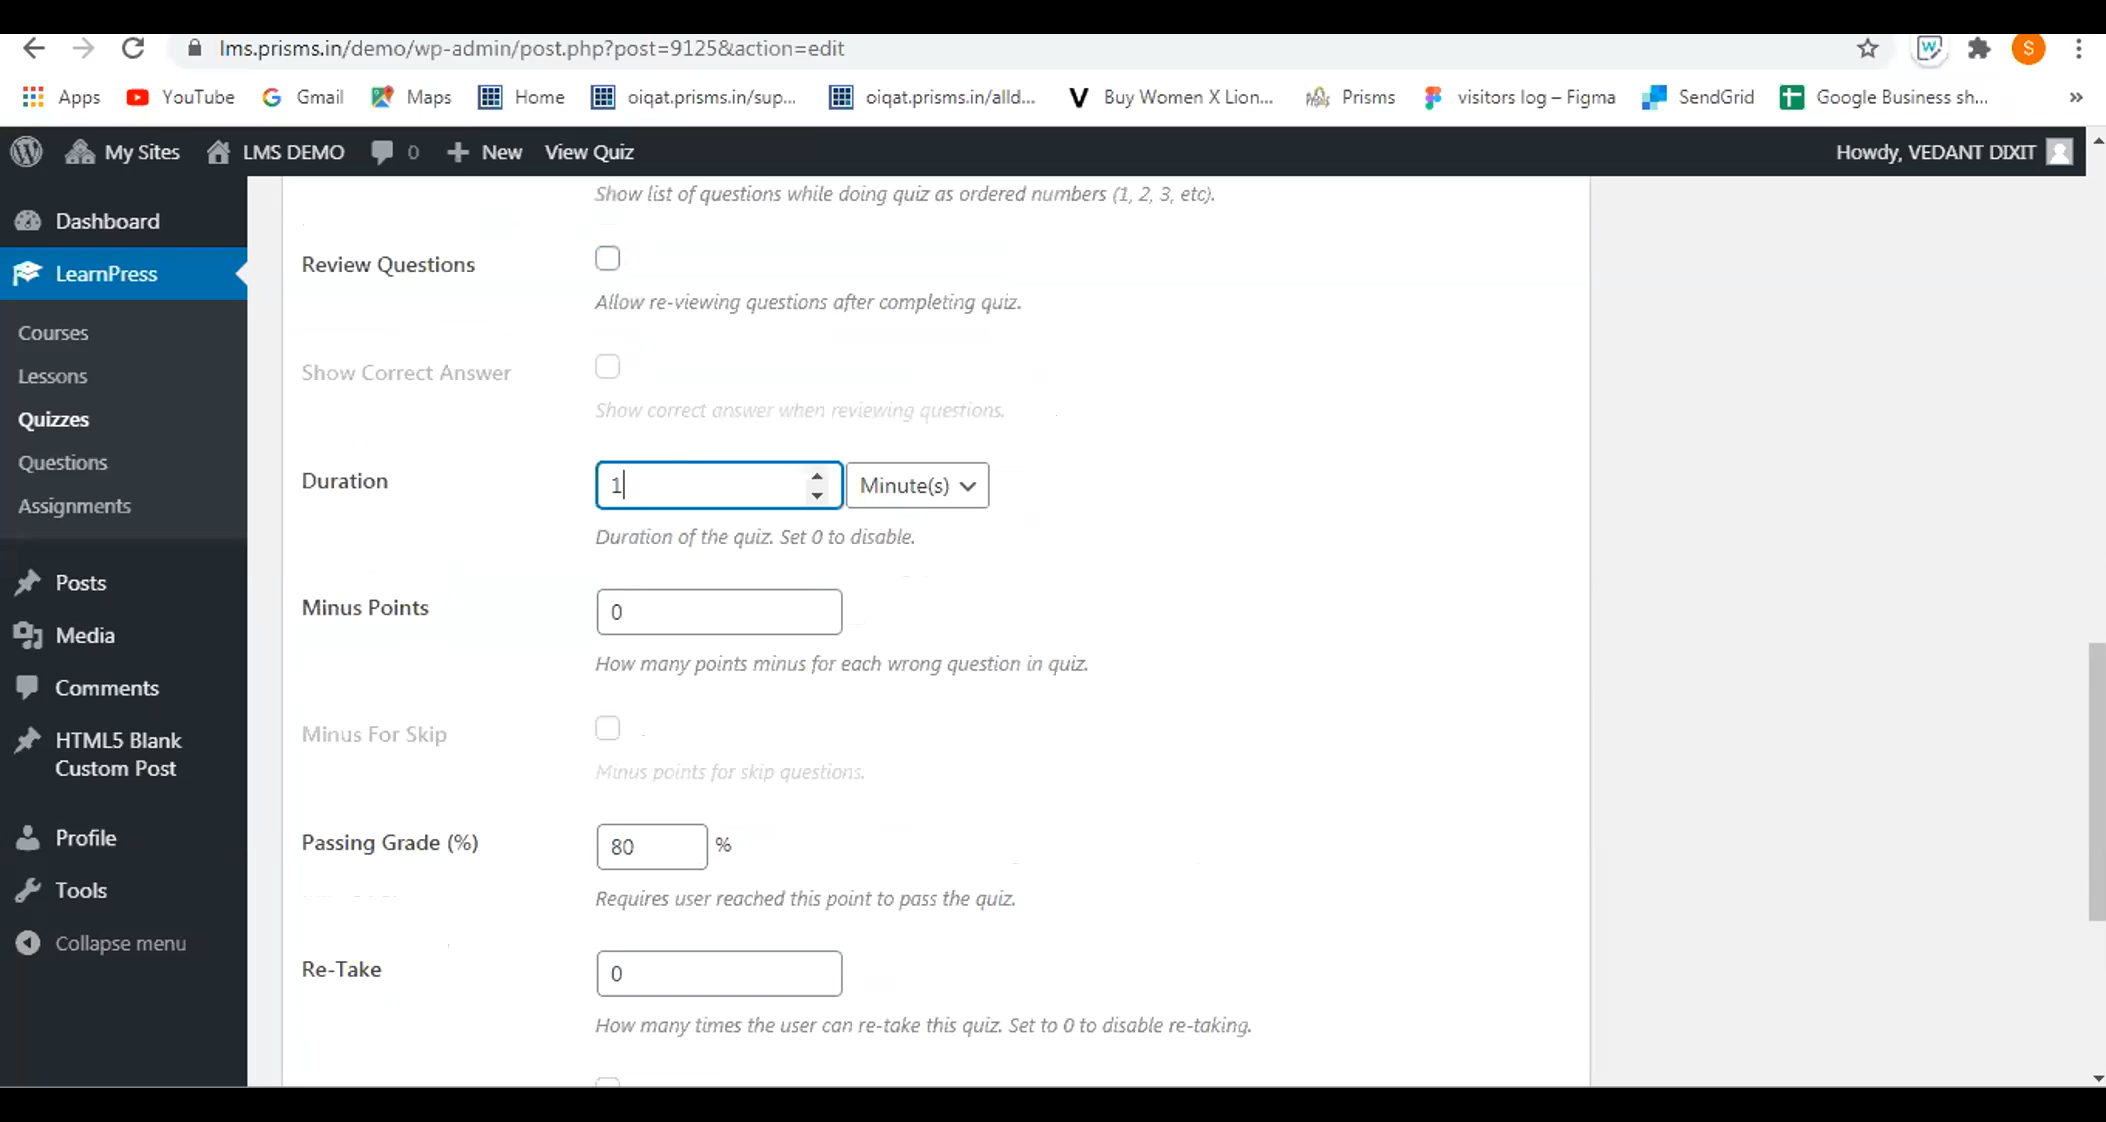 lms.prisms.in/demo/wp-admin/post.php?post=9125&action=edit
S
Apps YouTube Gmail Maps Home oiqat.prisms.in/sup... oiqat.prisms.in/alld... Buy Women X Lion... Prisms visitors log – Figma SendGrid Google Business sh... »
My Sites LMS DEMO 0 + New View Quiz Howdy, VEDANT DIXIT
Show list of questions while doing quiz as ordered numbers (1, 2, 3, etc).
Dashboard
LearnPress
Courses
Lessons
Quizzes
Questions
Assignments
Posts
Media
Comments
HTML5 Blank
Custom Post
Profile
Tools
Collapse menu
Review Questions
Allow re-viewing questions after completing quiz.
Show Correct Answer
Show correct answer when reviewing questions.
Duration 1 Minute(s)
Duration of the quiz. Set 0 to disable.
Minus Points 0
How many points minus for each wrong question in quiz.
Minus For Skip
Minus points for skip questions.
Passing Grade (%) 80 %
Requires user reached this point to pass the quiz.
Re-Take 0
How many times the user can re-take this quiz. Set to 0 to disable re-taking.